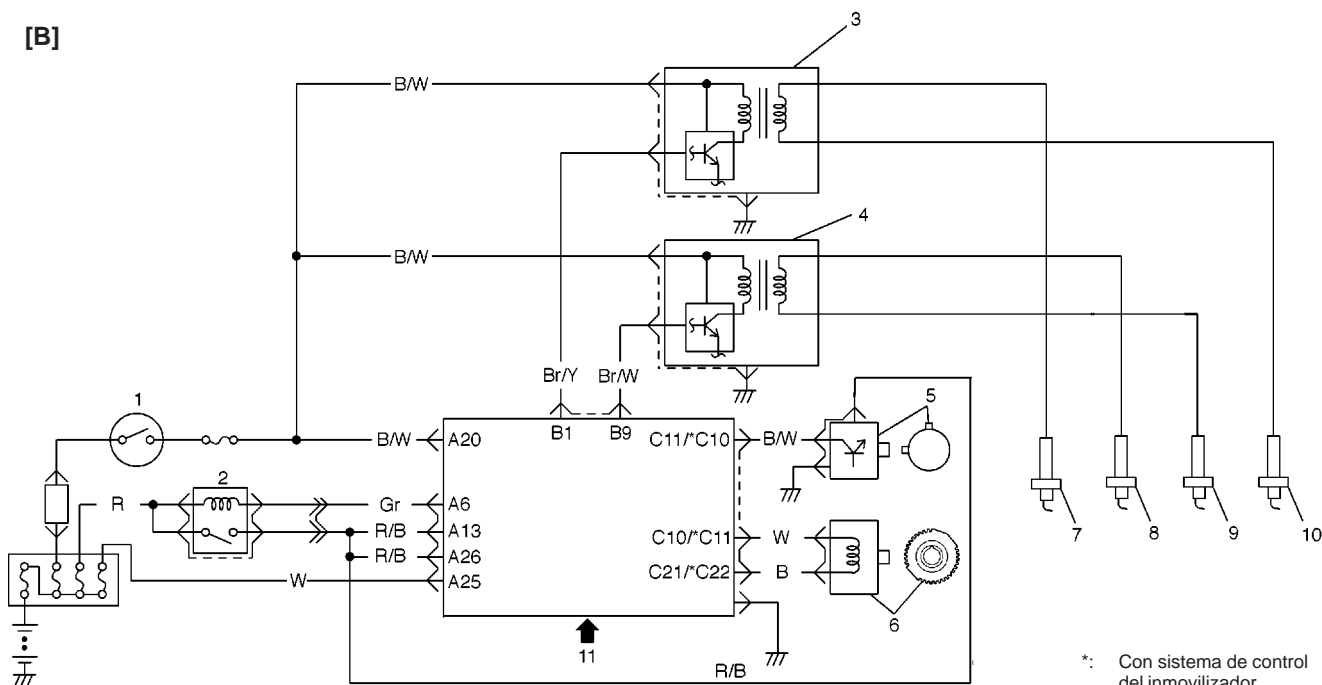 [B]
3
B/W
4
B/W
Br/Y Br/W
1
5
B/W A20 B1 B9 C11/*C10 B/W
2
R Gr A6
R/B A13 C10/*C11 W
7 8 9 10
R/B A26 C21/*C22 B
W A25
6
11
R/B
*: Con sistema de control
del inmovilizador